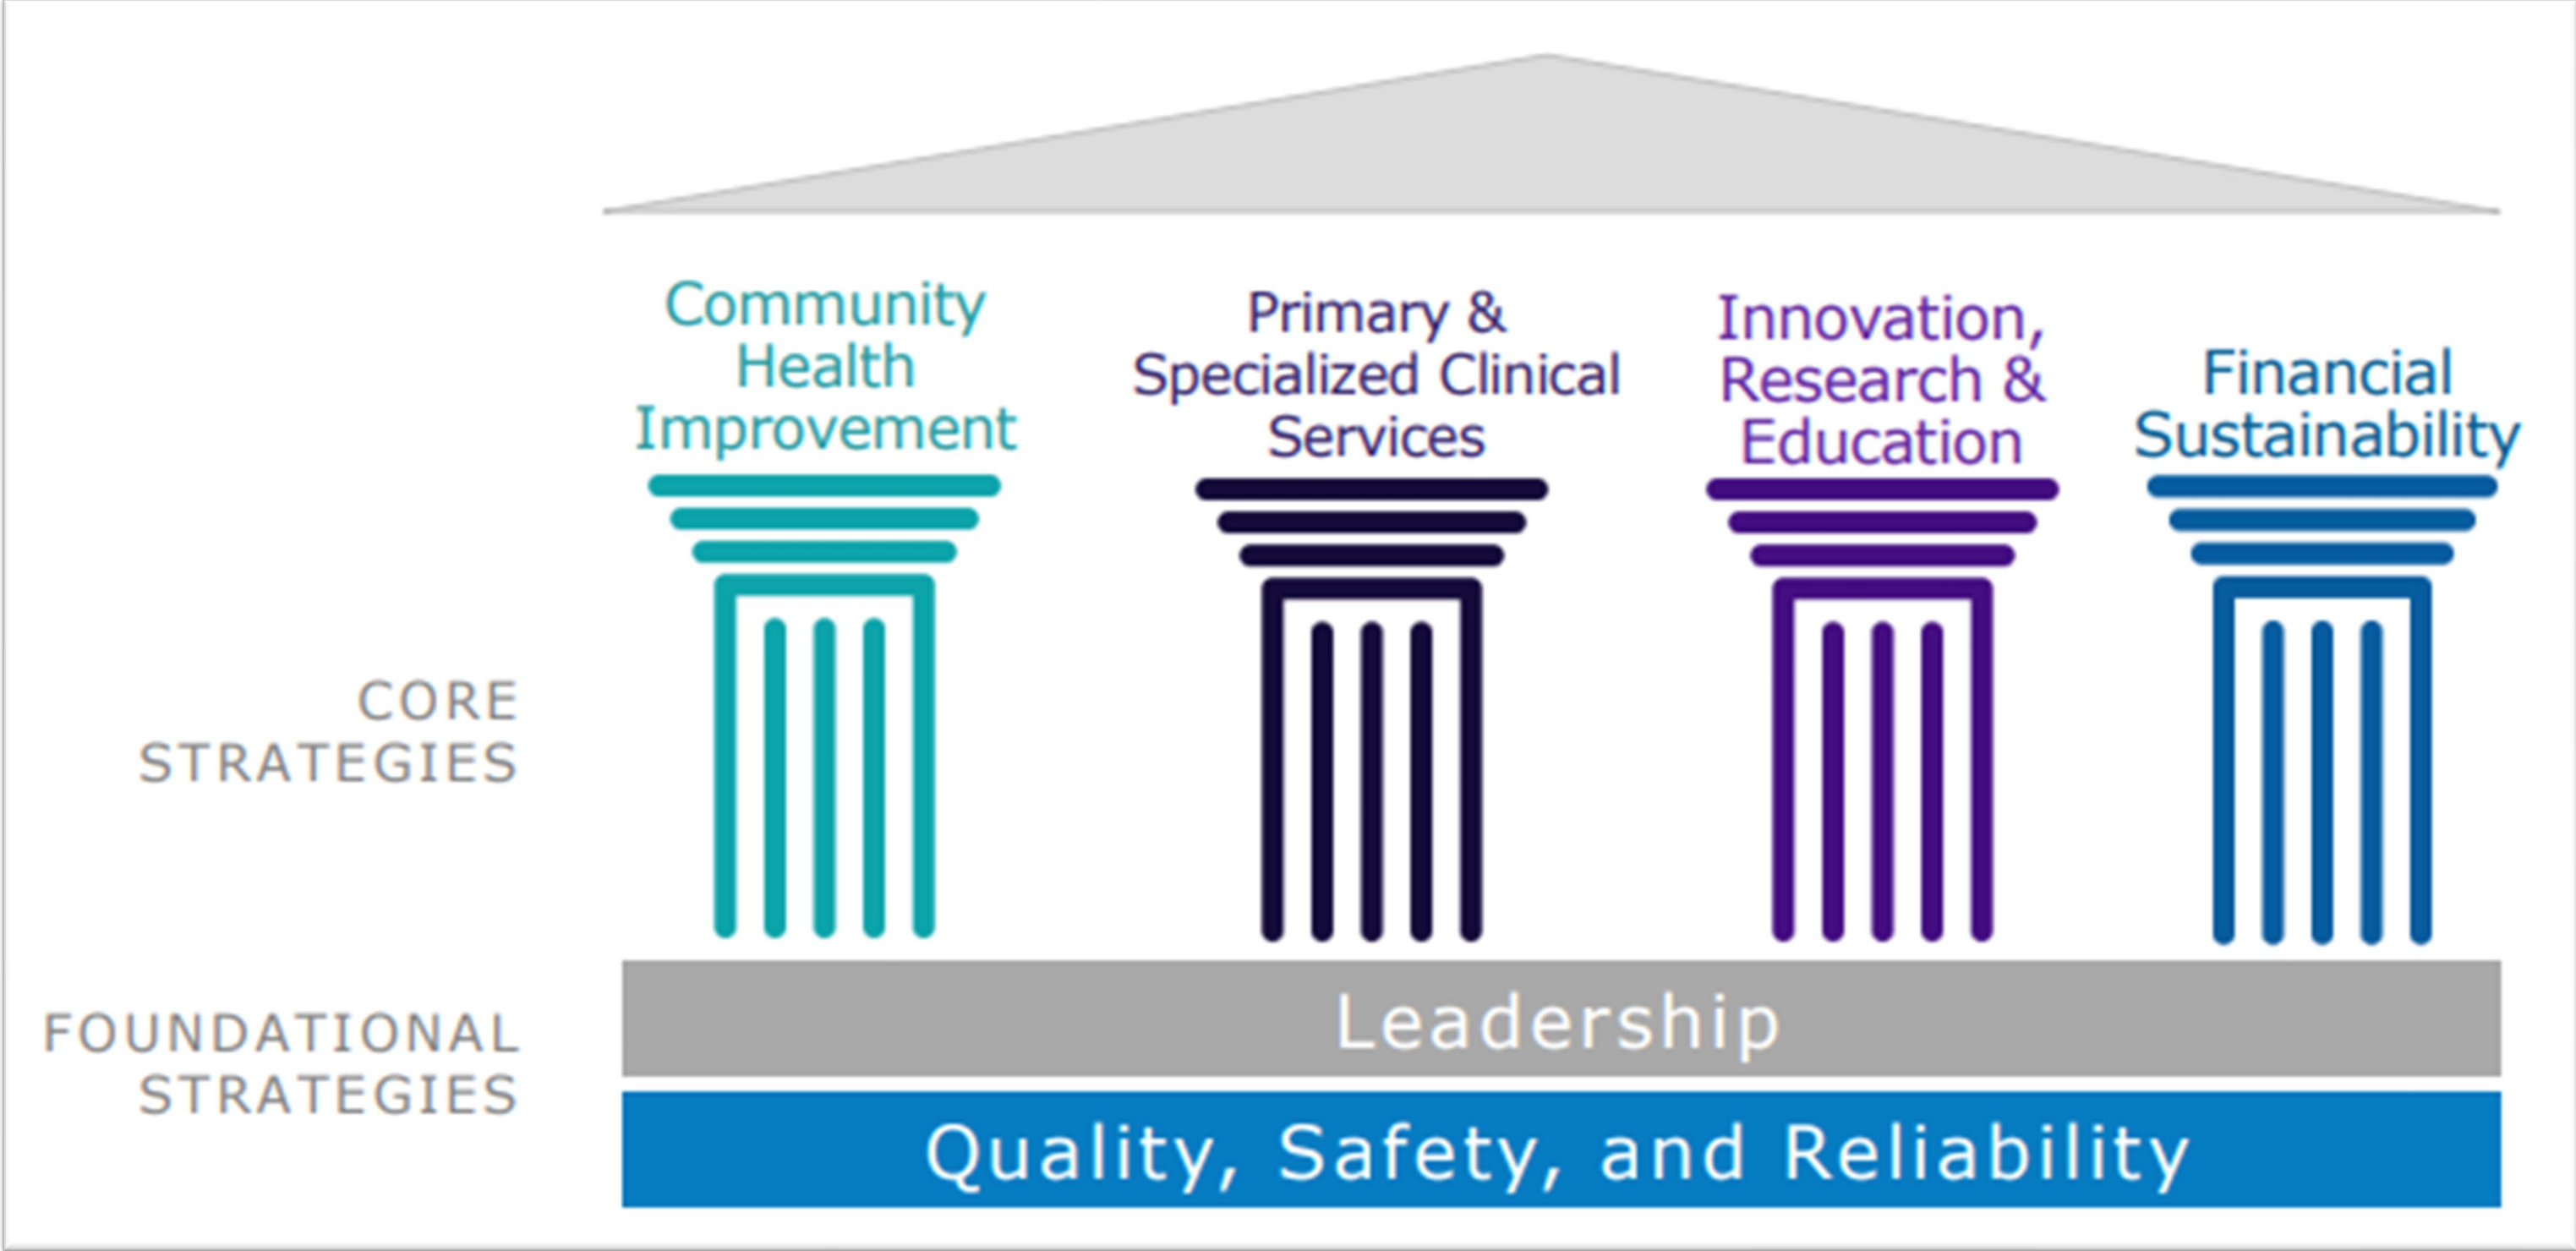 Community
Health
Improvement
Primary &
Specialized Clinical
Services
Innovation,
Research &
Education
Financial
Sustainability
CORE
STRATEGIES
FOUNDATIONAL
STRATEGIES
Leadership
Quality, Safety, and Reliability